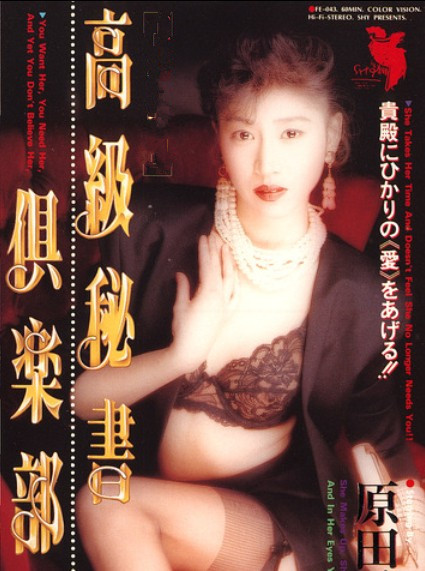 ●FE-043. 60MIN. COLOR VISION.
Hi-Fi-STEREO. SHY PRESENTS.
高級秘書
倶楽部
▼You Want Her, You Need Her,
And Yet You Don't Believe Her,
▼She Takes Her Time And Doesn't Feel She No Longer Needs You!!
貴殿にひかりの《愛》をあげる!!
And In Her Eyes
原田